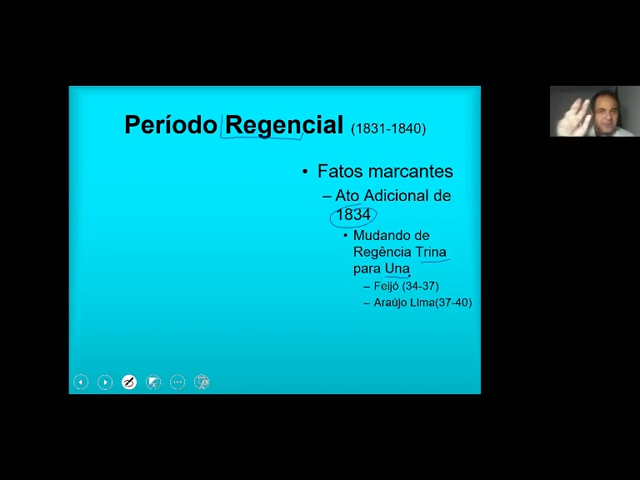 Período Regencial (1831-1840)
• Fatos marcantes
– Ato Adicional de
1834
• Mudando de
Regência Trina
para Una
– Feijó (34-37)
– Araújo Lima(37-40)